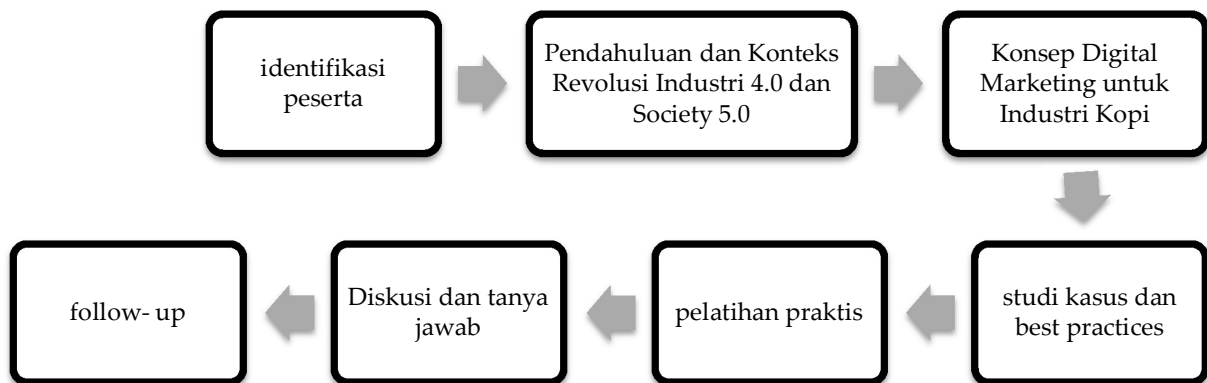 identifikasi
peserta
Pendahuluan dan Konteks
Revolusi Industri 4.0 dan
Society 5.0
Konsep Digital
Marketing untuk
Industri Kopi
studi kasus dan
best practices
pelatihan praktis
Diskusi dan tanya
jawab
follow- up